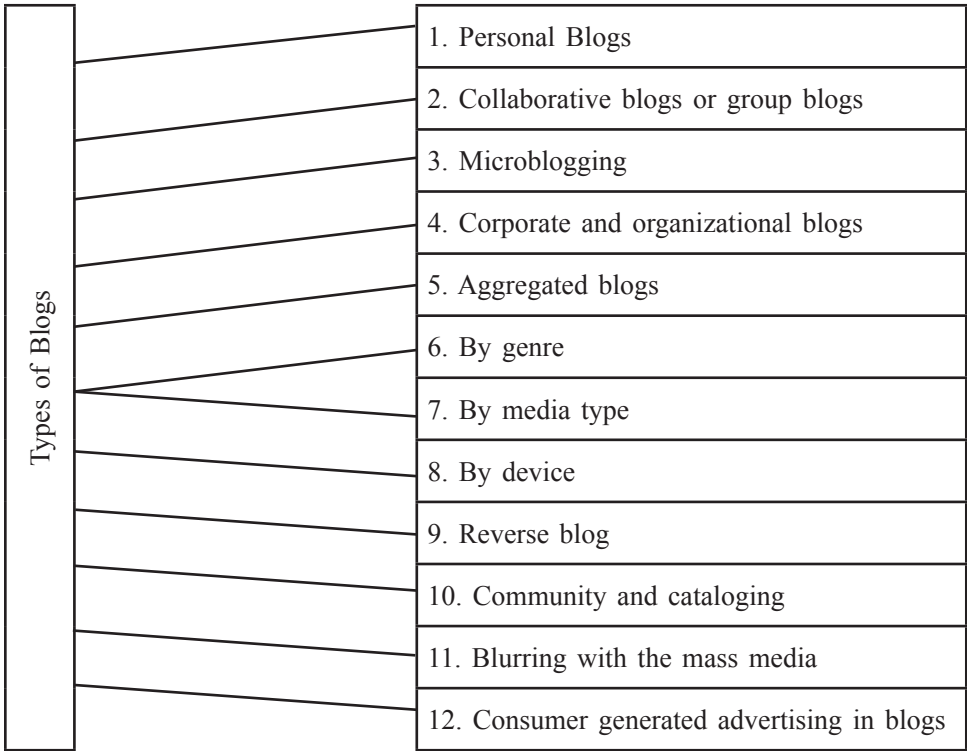 Types of Blogs
1. Personal Blogs
2. Collaborative blogs or group blogs
3. Microblogging
4. Corporate and organizational blogs
5. Aggregated blogs
6. By genre
7. By media type
8. By device
9. Reverse blog
10. Community and cataloging
11. Blurring with the mass media
12. Consumer generated advertising in blogs